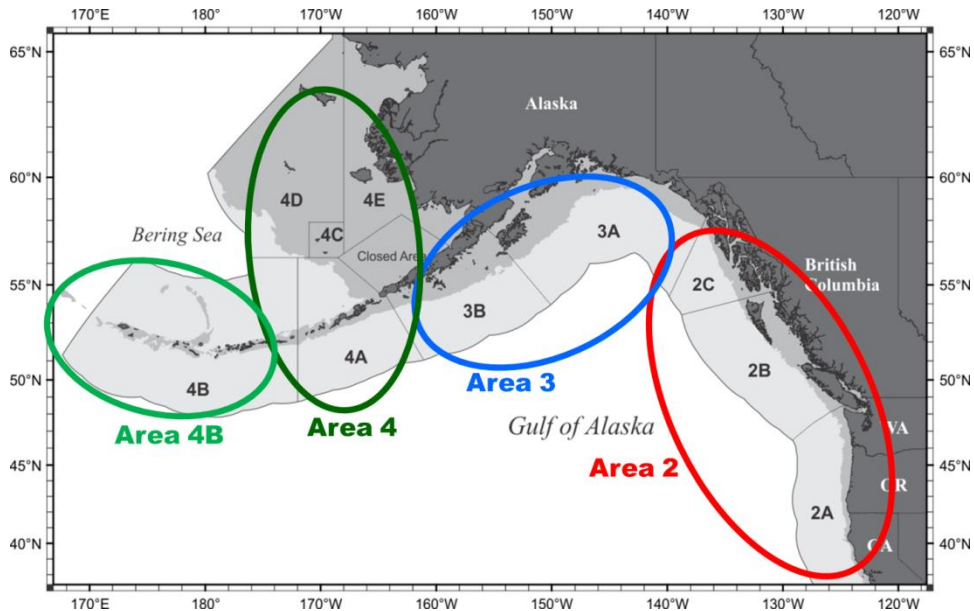 170°E 180° 170°W 160°W 150°W 140°W 130°W 120°W
65°N 65°N
Alaska
60°N 60°N
4D 4E
3A
Bering Sea
4C
Closed Area
British
Columbia
2C
55°N 55°N
3B
4A
2B
50°N 50°N
4B
Area 3
Area 4B
Area 4
Gulf of Alaska
WA
Area 2
45°N 45°N
OR
2A
40°N 40°N
CA
170°E 180° 170°W 160°W 150°W 140°W 130°W 120°W